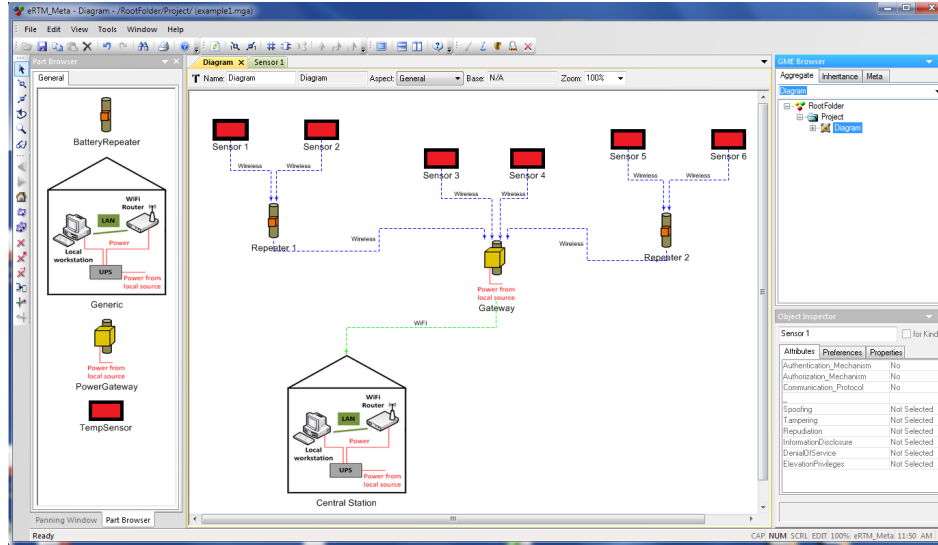 eRTM_Meta - Diagram - /RootFolder/Project/ (example1.mga)
File Edit View Tools Window Help
Part Browser
General
BatteryRepeater
WiFi
Router
LAN
Power
Local
workstation
UPS
Power from
local source
Generic
Power from
local source
PowerGateway
TempSensor
Panning Window Part Browser
Diagram X Sensor 1
T Name: Diagram Diagram Aspect: General Base: N/A Zoom: 100%
Sensor 1 Sensor 2
Sensor 3 Sensor 4
Sensor 5 Sensor 6
Wireless Wireless
Wireless Wireless
Wireless Wireless
Repeater 1
Wireless
Wireless
Repeater 2
Power from
local source
Gateway
WiFi
WiFi
Router
LAN
Power
Local
workstation
UPS
Power from
local source
Central Station
GME Browser
Aggregate Inheritance Meta
Diagram
RootFolder
Project
Diagram
Object Inspector
Sensor 1 for Kind
Attributes Preferences Properties
Authentication_Mechanism No
Authorization_Mechanism No
Communication_Protocol No
_
Spoofing Not Selected
Tampering Not Selected
Repudiation Not Selected
InformationDisclosure Not Selected
DenialOfService Not Selected
ElevationPrivileges Not Selected
Ready
CAP NUM SCRL EDIT 100% eRTM_Meta 11:50 AM